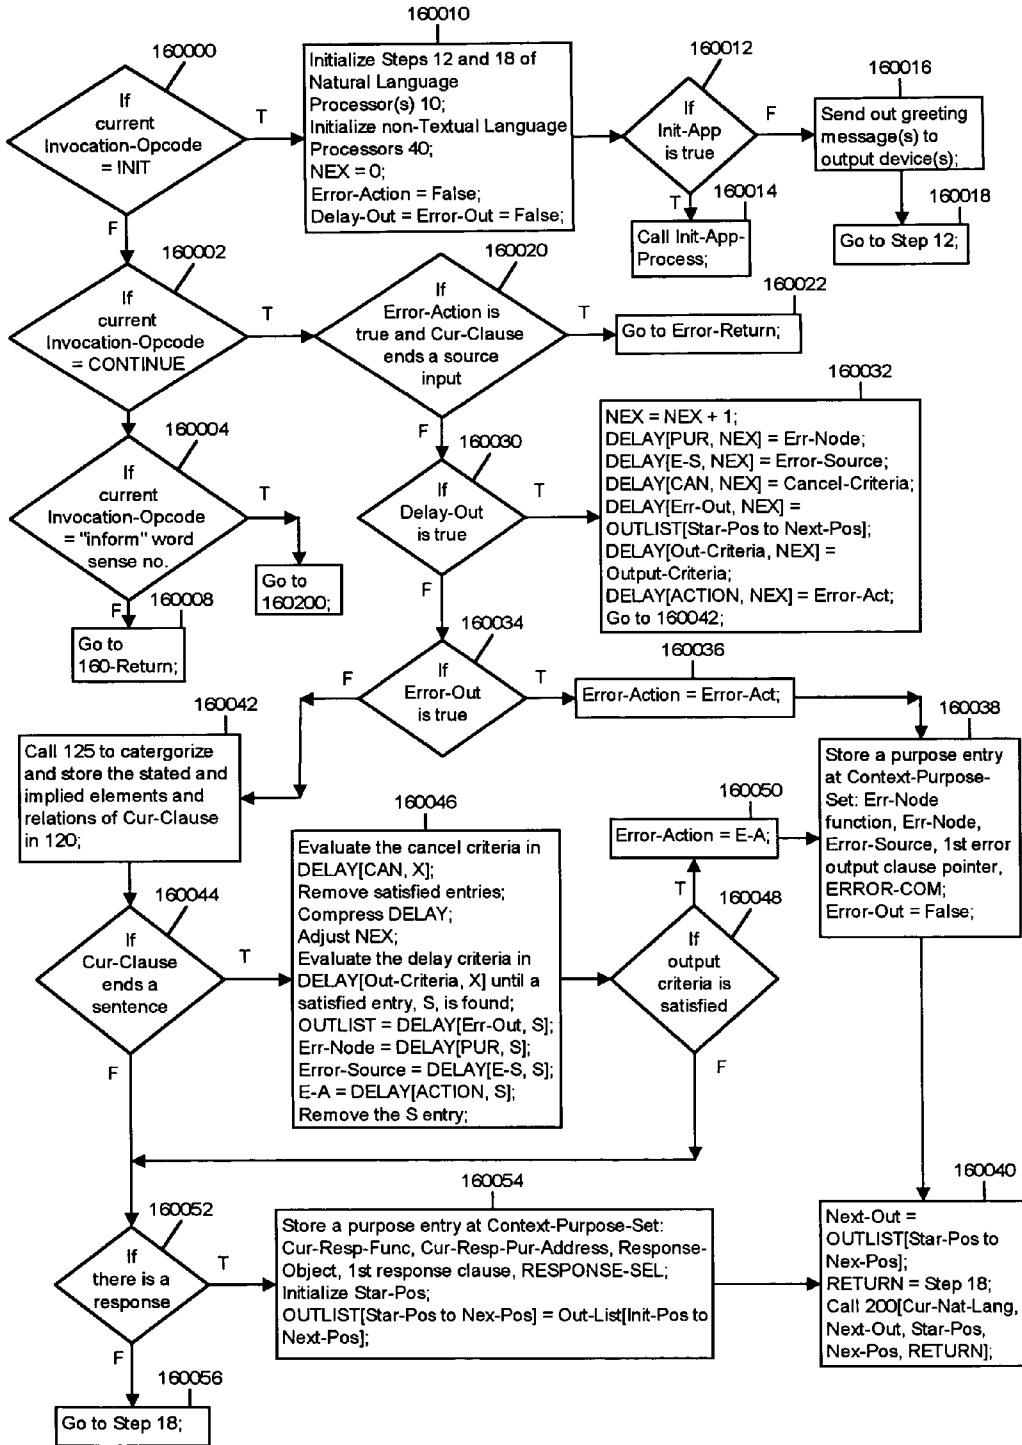 160000
If
current
Invocation-Opcode
= INIT
T
F
160010
Initialize Steps 12 and 18 of
Natural Language
Processor(s) 10;
Initialize non-Textual Language
Processors 40;
NEX = 0;
Error-Action = False;
Delay-Out = Error-Out = False;
160012
If
Init-App
is true
F
T
160014
Call Init-App-
Process;
160016
Send out greeting
message(s) to
output device(s);
160018
Go to Step 12;
160002
If
current
Invocation-Opcode
= CONTINUE
T
160020
If
Error-Action is
true and Cur-Clause
ends a source
input
T
F
160022
Go to Error-Return;
160004
If
current
Invocation-Opcode
= "inform" word
sense no.
T
F
Go to
160200;
160008
Go to
160-Return;
160030
If
Delay-Out
is true
T
F
160032
NEX = NEX + 1;
DELAY[PUR, NEX] = Err-Node;
DELAY[E-S, NEX] = Error-Source;
DELAY[CAN, NEX] = Cancel-Criteria;
DELAY[Err-Out, NEX] =
OUTLIST[Star-Pos to Next-Pos];
DELAY[Out-Criteria, NEX] =
Output-Criteria;
DELAY[ACTION, NEX] = Error-Act;
Go to 160042;
160034
If
Error-Out
is true
F
T
160036
Error-Action = Error-Act;
160038
Store a purpose entry
at Context-Purpose-
Set: Err-Node
function, Err-Node,
Error-Source, 1st error
output clause pointer,
ERROR-COM;
Error-Out = False;
160042
Call 125 to catergorize
and store the stated and
implied elements and
relations of Cur-Clause
in 120;
160044
If
Cur-Clause
ends a
sentence
T
F
160046
Evaluate the cancel criteria in
DELAY[CAN, X];
Remove satisfied entries;
Compress DELAY;
Adjust NEX;
Evaluate the delay criteria in
DELAY[Out-Criteria, X] until a
satisfied entry, S, is found;
OUTLIST = DELAY[Err-Out, S];
Err-Node = DELAY[PUR, S];
Error-Source = DELAY[E-S, S];
E-A = DELAY[ACTION, S];
Remove the S entry;
160050
Error-Action = E-A;
T
160048
If
output
criteria is
satisfied
F
160052
If
there is a
response
T
F
160054
Store a purpose entry at Context-Purpose-Set:
Cur-Resp-Func, Cur-Resp-Pur-Address, Response-
Object, 1st response clause, RESPONSE-SEL;
Initialize Star-Pos;
OUTLIST[Star-Pos to Nex-Pos] = Out-List[Init-Pos to
Next-Pos];
160040
Next-Out =
OUTLIST[Star-Pos to
Nex-Pos];
RETURN = Step 18;
Call 200[Cur-Nat-Lang,
Next-Out, Star-Pos,
Nex-Pos, RETURN];
160056
Go to Step 18;